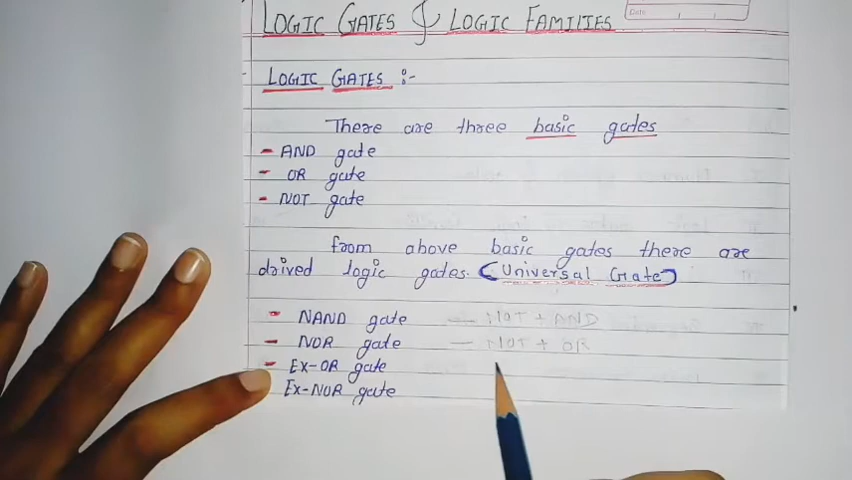 LOGIC GATES & LOGIC FAMILIES
Date
LOGIC GATES :-
There are three basic gates
- AND gate
- OR gate
- NOT gate
from above basic gates there are
drived logic gates. (Universal Gate)
- NAND gate — NOT + AND
- NOR gate — NOT + OR
- Ex-OR gate
Ex-NOR gate